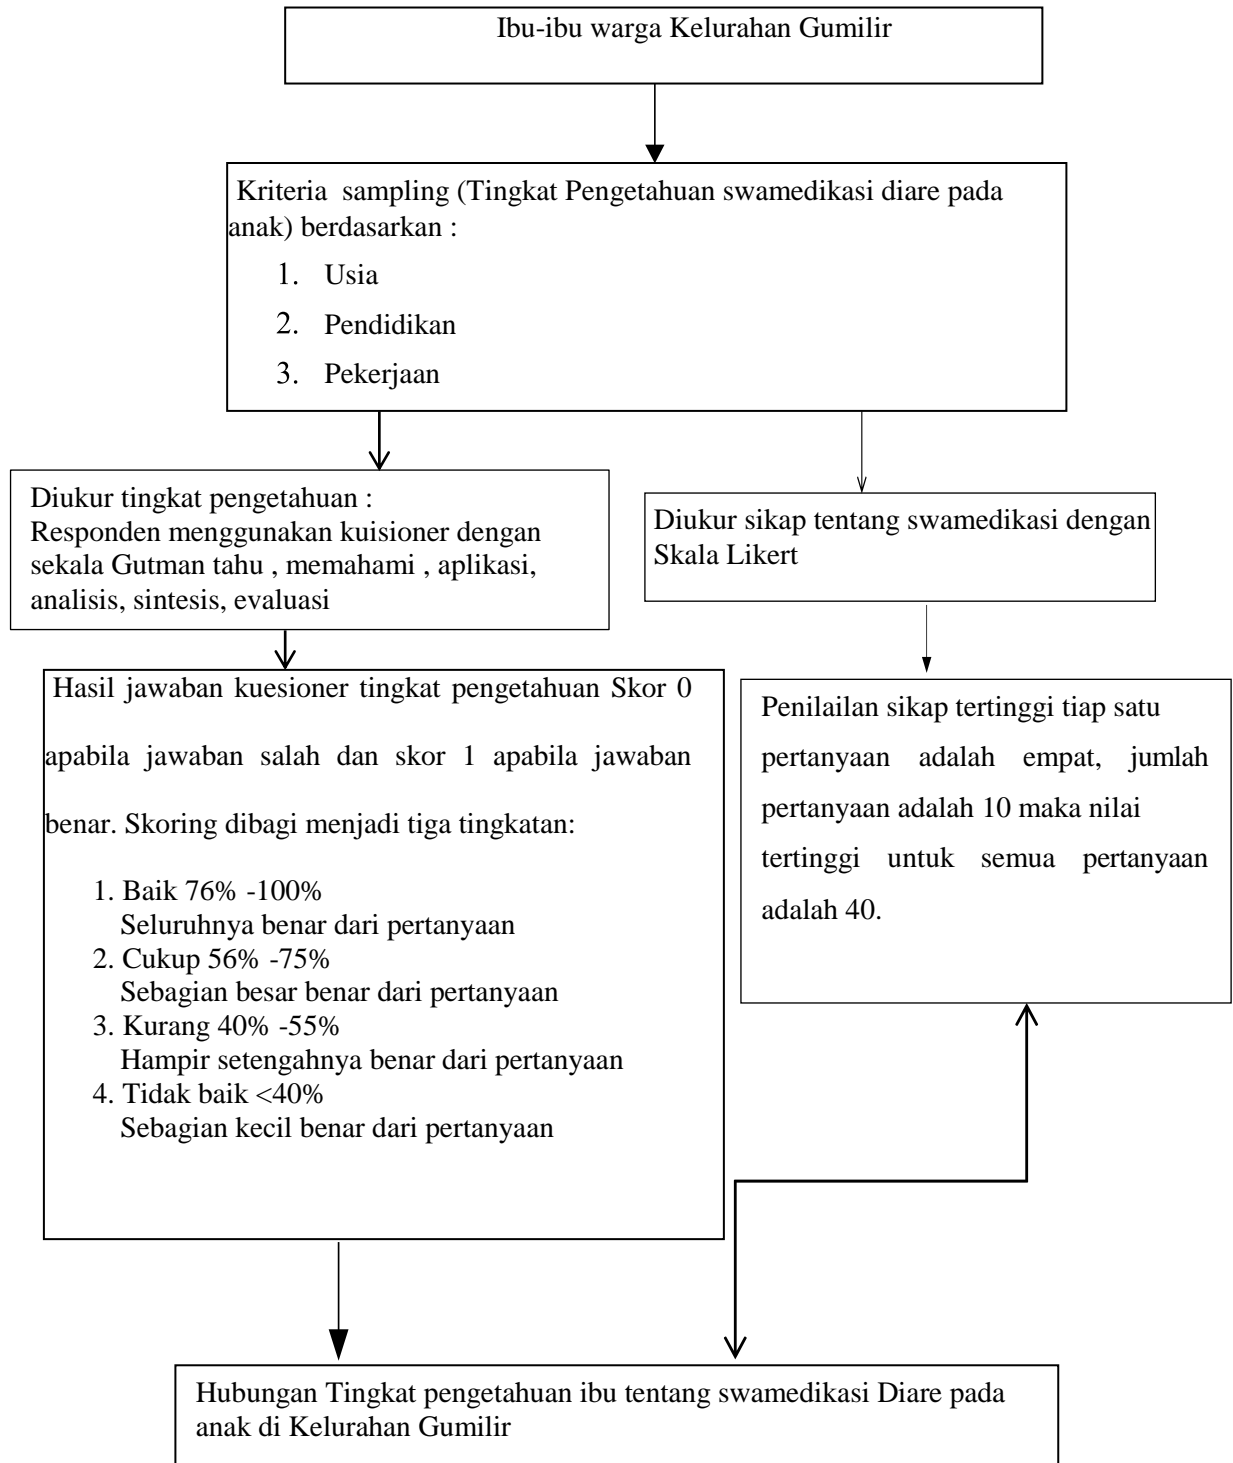 Ibu-ibu warga Kelurahan Gumilir
Kriteria sampling (Tingkat Pengetahuan swamedikasi diare pada
anak) berdasarkan :
1. Usia
2. Pendidikan
3. Pekerjaan
Diukur tingkat pengetahuan :
Responden menggunakan kuisioner dengan
sekala Gutman tahu , memahami , aplikasi,
analisis, sintesis, evaluasi
Diukur sikap tentang swamedikasi dengan
Skala Likert
Hasil jawaban kuesioner tingkat pengetahuan Skor 0
apabila jawaban salah dan skor 1 apabila jawaban
benar. Skoring dibagi menjadi tiga tingkatan:
1. Baik 76% -100%
Seluruhnya benar dari pertanyaan
2. Cukup 56% -75%
Sebagian besar benar dari pertanyaan
3. Kurang 40% -55%
Hampir setengahnya benar dari pertanyaan
4. Tidak baik <40%
Sebagian kecil benar dari pertanyaan
Penilailan sikap tertinggi tiap satu
pertanyaan adalah empat, jumlah
pertanyaan adalah 10 maka nilai
tertinggi untuk semua pertanyaan
adalah 40.
Hubungan Tingkat pengetahuan ibu tentang swamedikasi Diare pada
anak di Kelurahan Gumilir